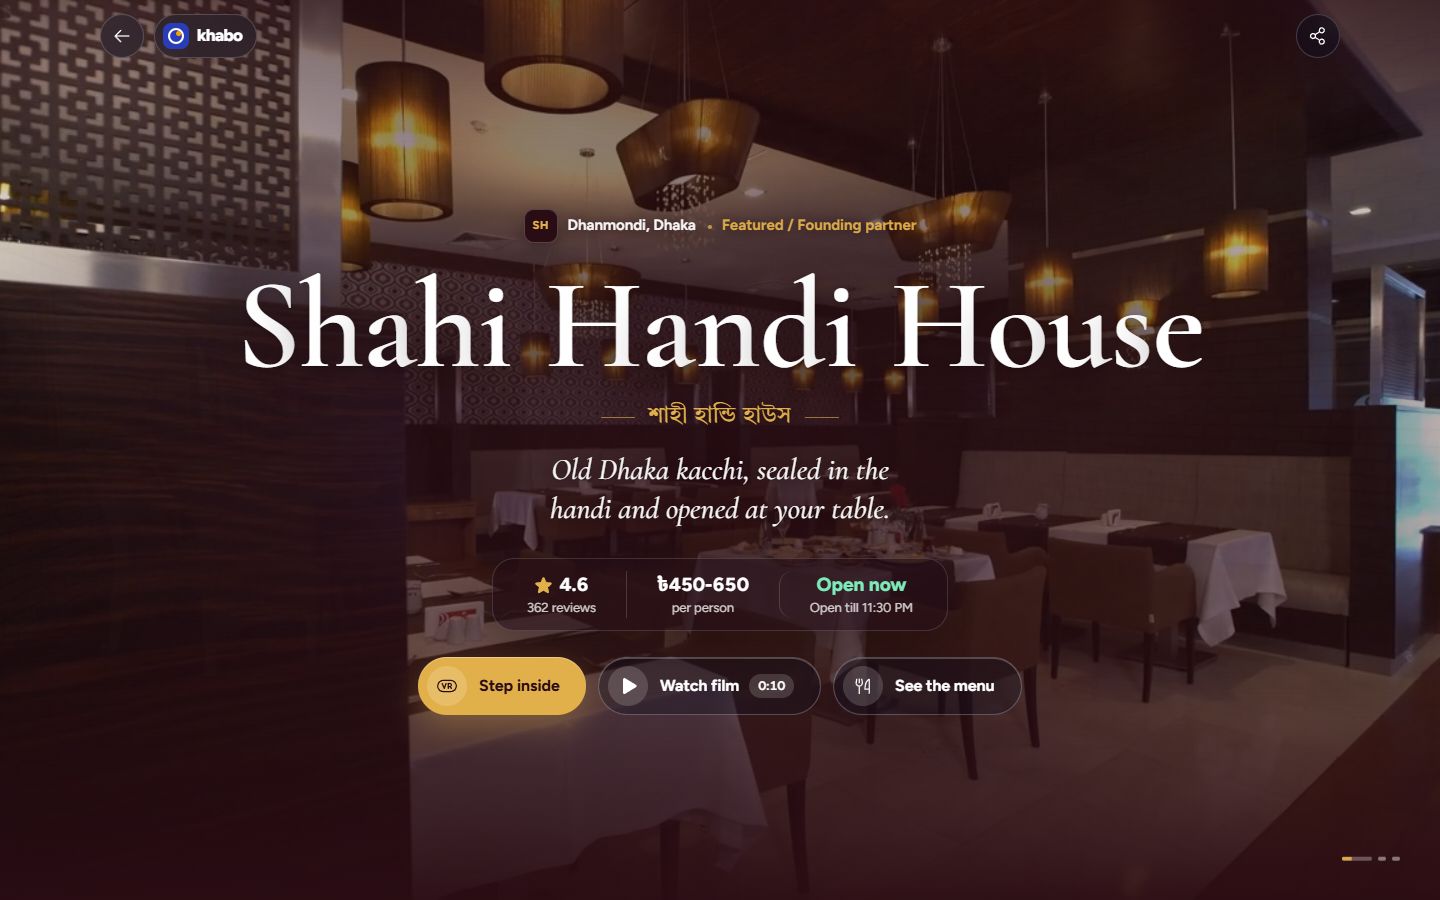 khabo
SH Dhanmondi, Dhaka • Featured / Founding partner
Shahi Handi House
শাহী হান্ডি হাউস
Old Dhaka kacchi, sealed in the
handi and opened at your table.
4.6 ৳450-650 Open now
362 reviews per person Open till 11:30 PM
VR Step inside Watch film 0:10 See the menu